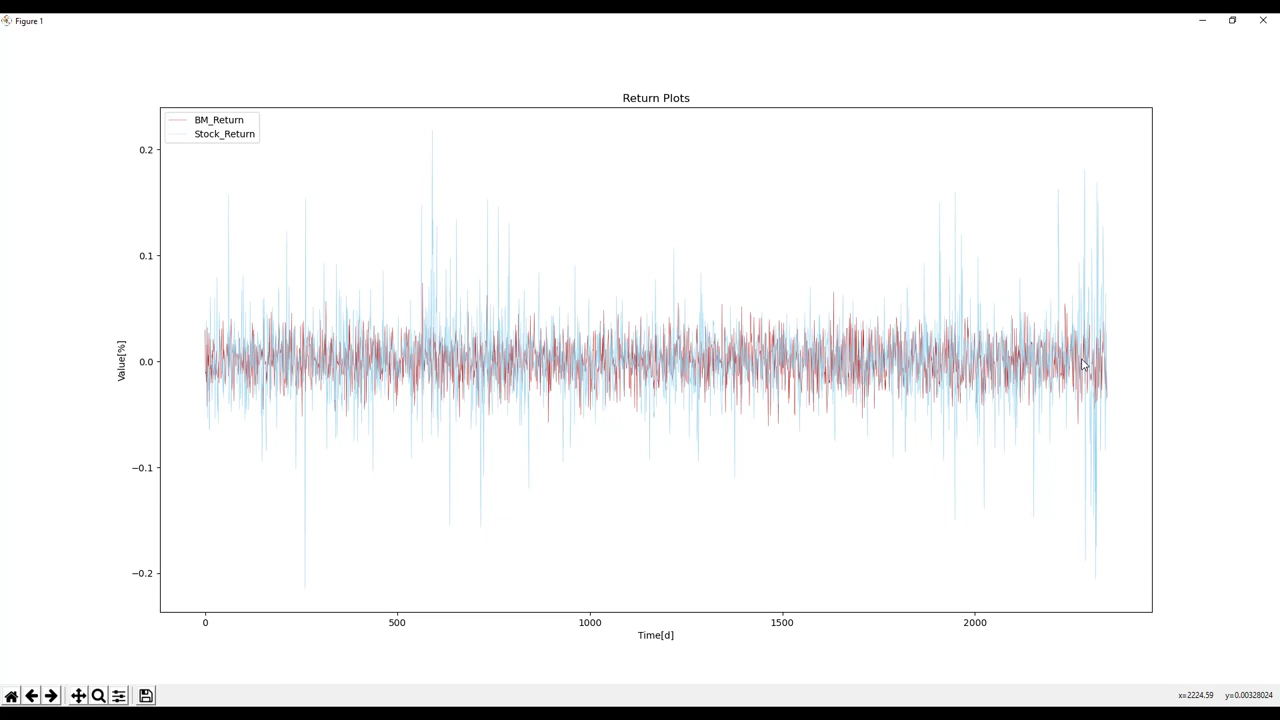 Figure 1
Return Plots
BM_Return
Stock_Return
0.2
0.1
0.0
−0.1
−0.2
Value[%]
0
500
1000
1500
2000
Time[d]
x=2224.59 y=0.00328024